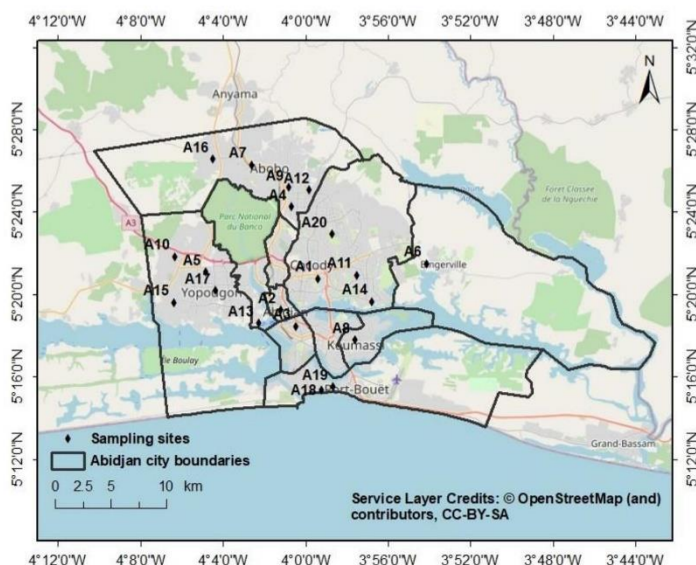 4°12'0"W
4°8'0"W
4°4'0"W
4°0'0"W
3°56'0"W
3°52'0"W
3°48'0"W
3°44'0"W
5°32'0"N
5°28'0"N
5°24'0"N
5°20'0"N
5°16'0"N
5°12'0"N
N
Anyama
A16
A7
Abobo
A9
A12
A4
Parc National
du Banco
Forêt Classée
de la
A3
A20
A10
A5
A6
Bingerville
A1
A11
A17
Yopougon
A15
A2
A14
A13
A3
A8
Koumassi
Île Boulay
A19
A18
Port-Bouët
Grand-Bassam
Sampling sites
Abidjan city boundaries
0 2.5 5 10 km
Service Layer Credits: © OpenStreetMap (and)
contributors, CC-BY-SA
4°12'0"W
4°8'0"W
4°4'0"W
4°0'0"W
3°56'0"W
3°52'0"W
3°48'0"W
3°44'0"W
5°32'0"N
5°28'0"N
5°24'0"N
5°20'0"N
5°16'0"N
5°12'0"N